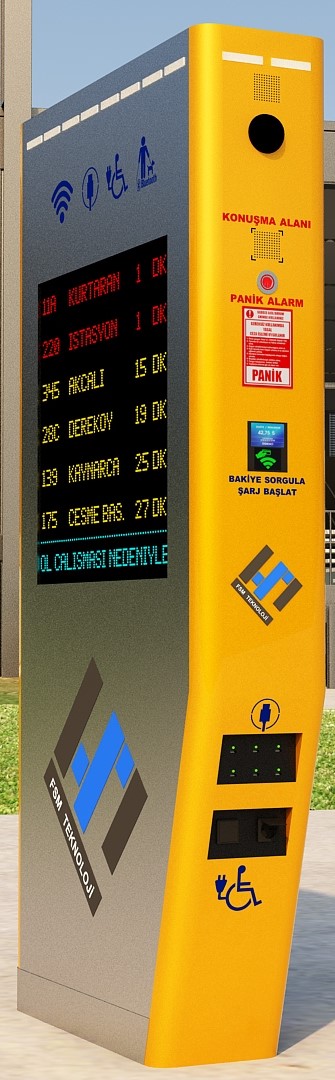 11A KURTARAN 1 DK
220 ISTASYON 1 DK
345 AKCALI 15 DK
28C DEREKOY 19 DK
139 KAYNARCA 25 DK
175 CESME BAS. 27 DK
OL CALISMASI NEDENIYLE
FSM TEKNOLOJI
KONUŞMA ALANI
PANİK ALARM
PANİK
BAKİYE SORGULA
ŞARJ BAŞLAT
FSM TEKNOLOJI